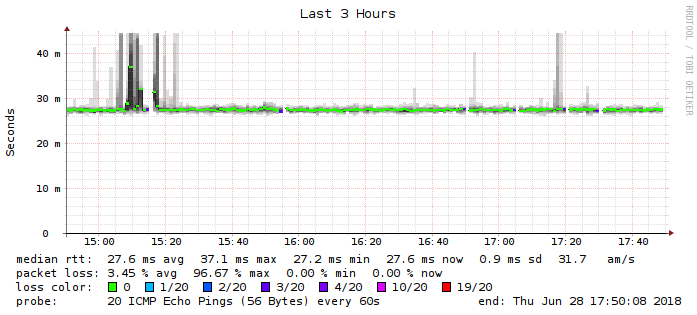 Last 3 Hours
RRDTOOL / TOBI OETIKER
Seconds
40 m
30 m
20 m
10 m
0
15:00 15:20 15:40 16:00 16:20 16:40 17:00 17:20 17:40
median rtt: 27.6 ms avg 37.1 ms max 27.2 ms min 27.6 ms now 0.9 ms sd 31.7 am/s
packet loss: 3.45 % avg 96.67 % max 0.00 % min 0.00 % now
loss color: 0 1/20 2/20 3/20 4/20 10/20 19/20
probe: 20 ICMP Echo Pings (56 Bytes) every 60s end: Thu Jun 28 17:50:08 2018